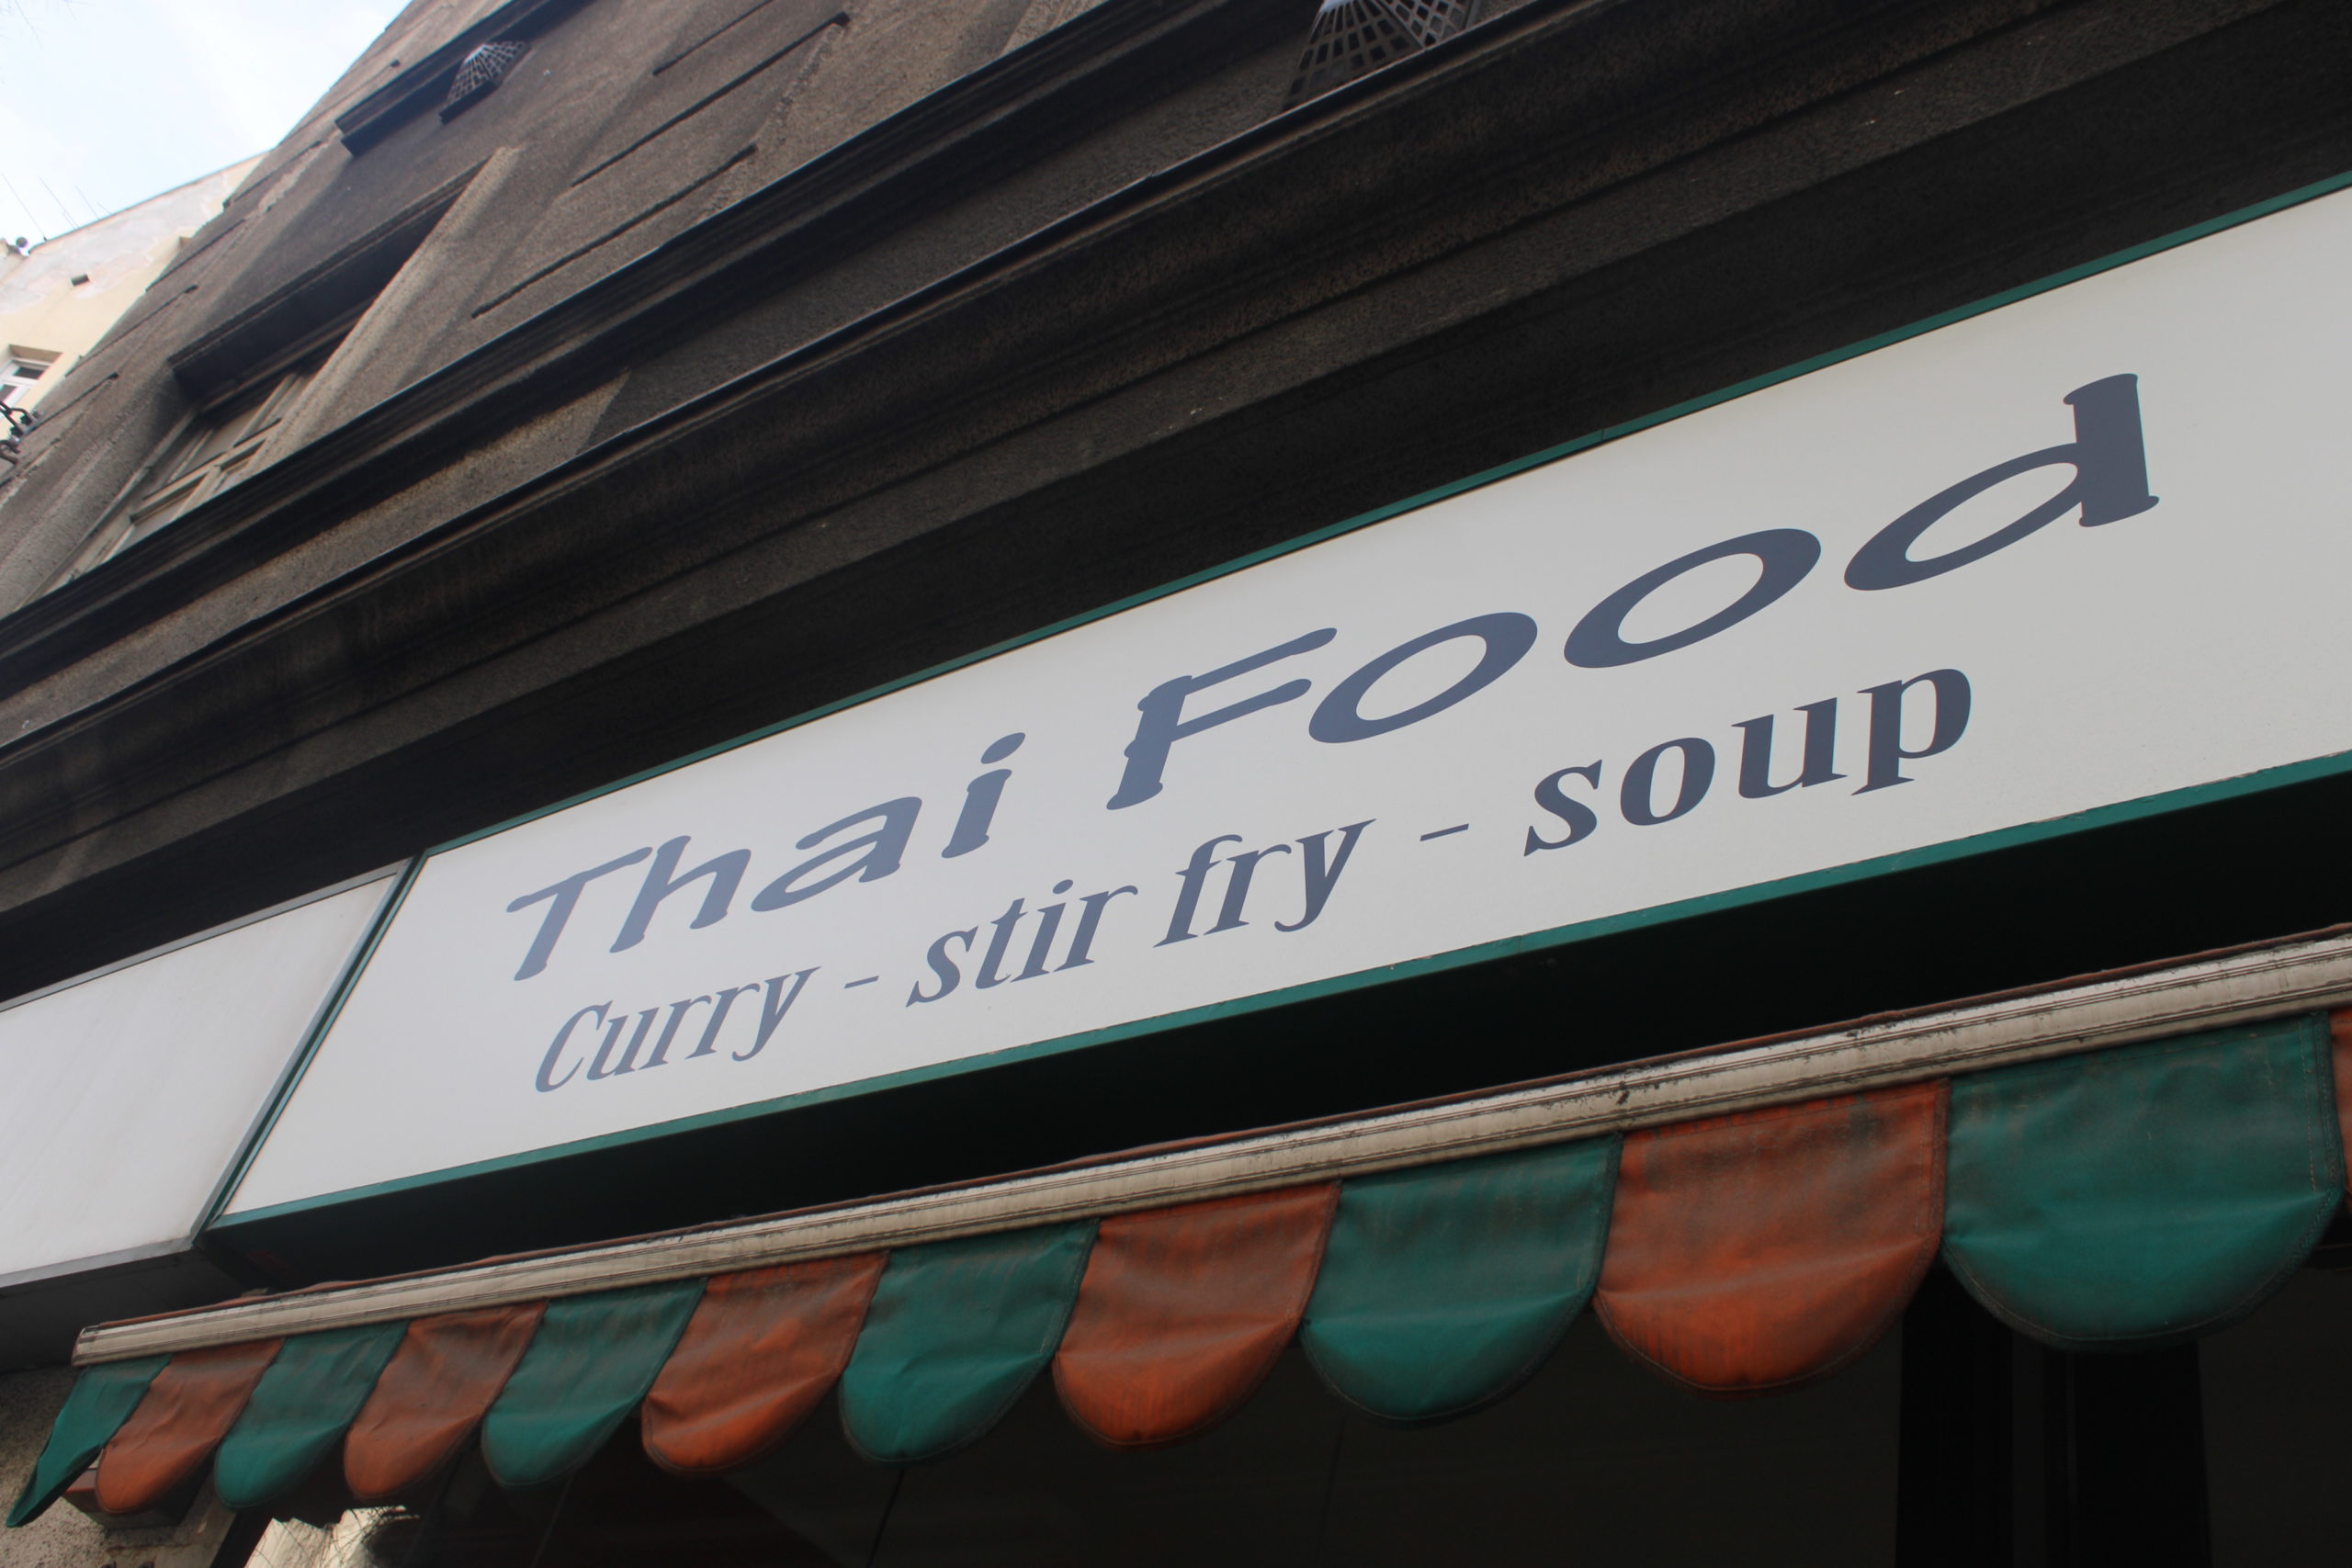 Thai Food
Curry - stir fry - soup